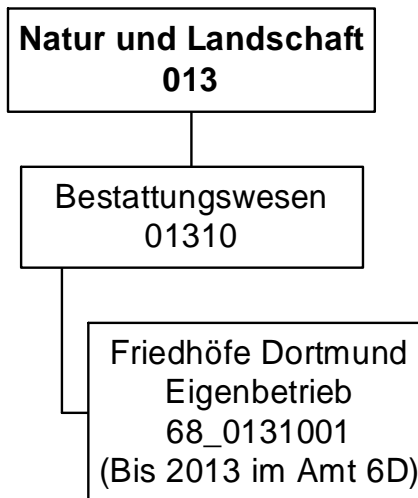 Natur und Landschaft
013
Bestattungswesen
01310
Friedhöfe Dortmund
Eigenbetrieb
68_0131001
(Bis 2013 im Amt 6D)